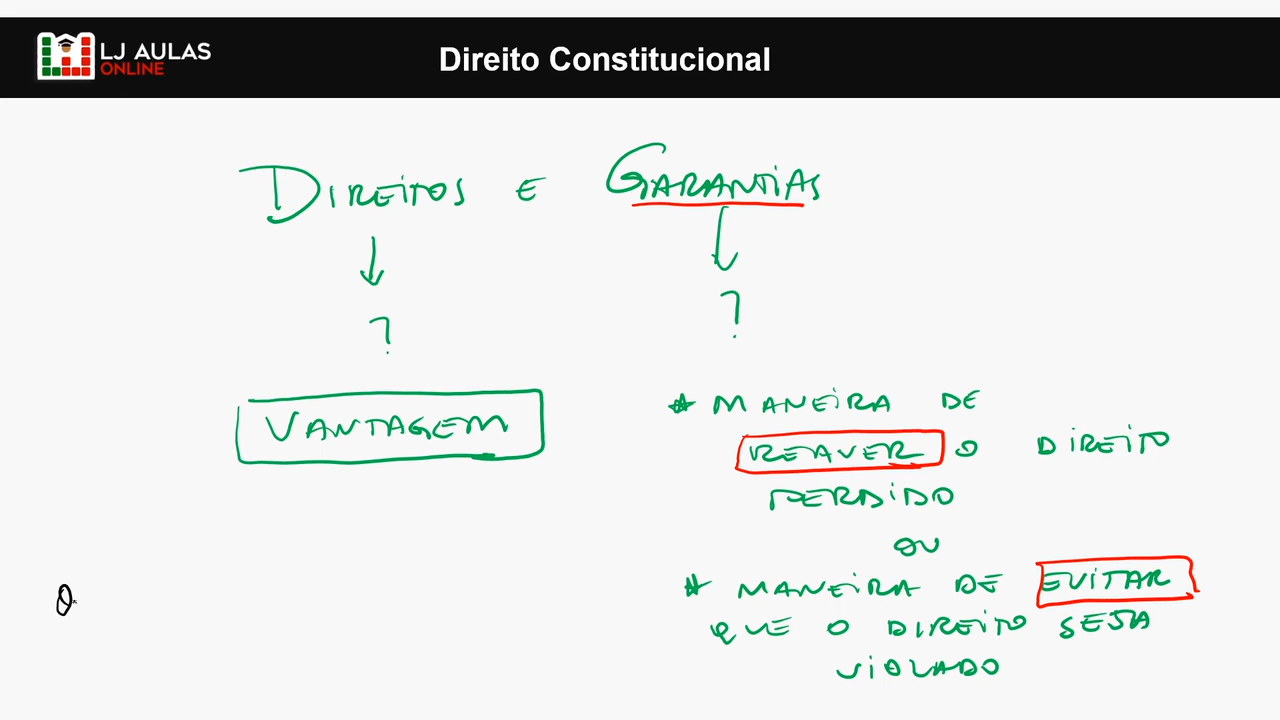 LJ AULAS
ONLINE
Direito Constitucional
DIREITOS E GARANTIAS
?
?
VANTAGEM
* MANEIRA DE
REAVER O DIREITO
PERDIDO
OU
* MANEIRA DE EVITAR
QUE O DIREITO SEJA
VIOLADO